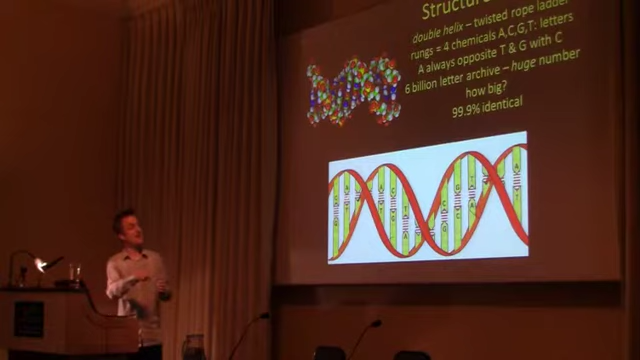 Structure
double helix – twisted rope ladder
rungs = 4 chemicals A,C,G,T: letters
A always opposite T & G with C
6 billion letter archive – huge number
how big?
99.9% identical